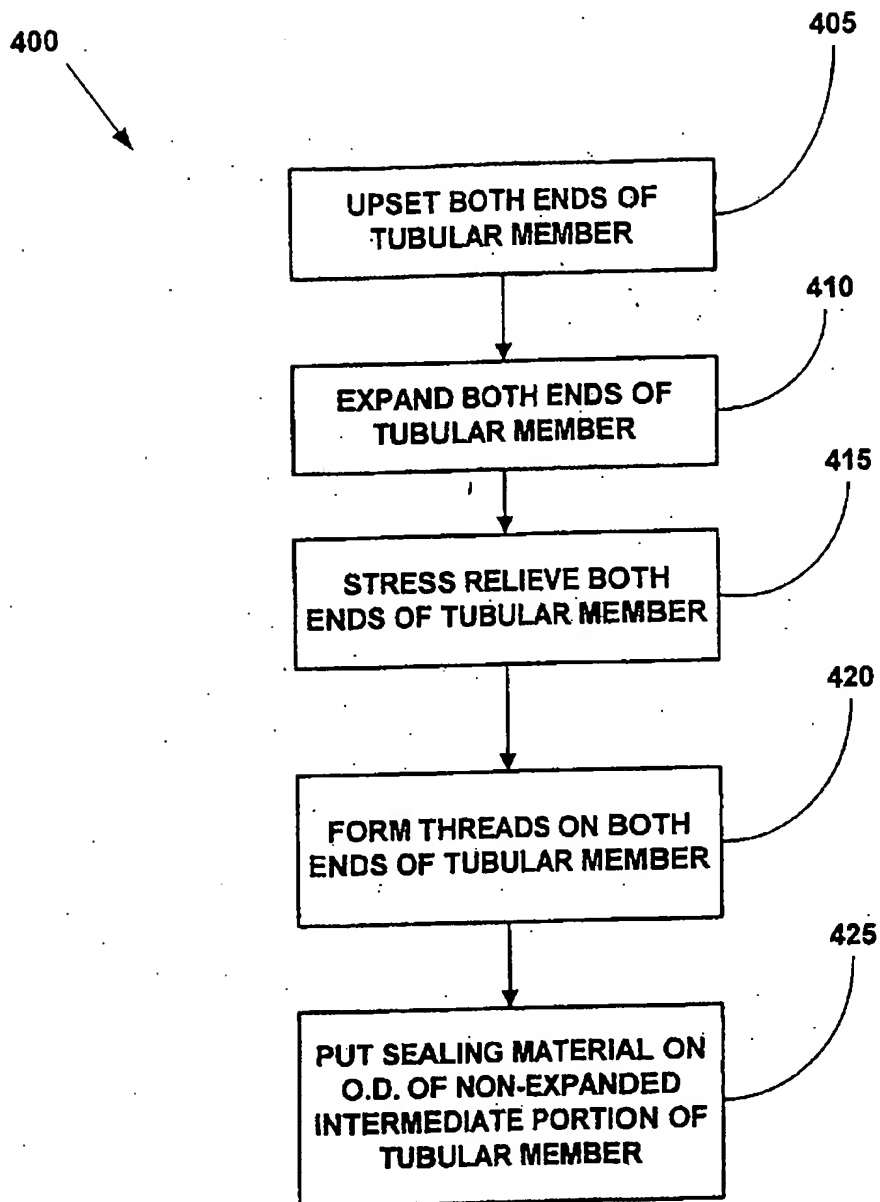 400
405
UPSET BOTH ENDS OF
TUBULAR MEMBER
410
EXPAND BOTH ENDS OF
TUBULAR MEMBER
415
STRESS RELIEVE BOTH
ENDS OF TUBULAR MEMBER
420
FORM THREADS ON BOTH
ENDS OF TUBULAR MEMBER
425
PUT SEALING MATERIAL ON
O.D. OF NON-EXPANDED
INTERMEDIATE PORTION OF
TUBULAR MEMBER